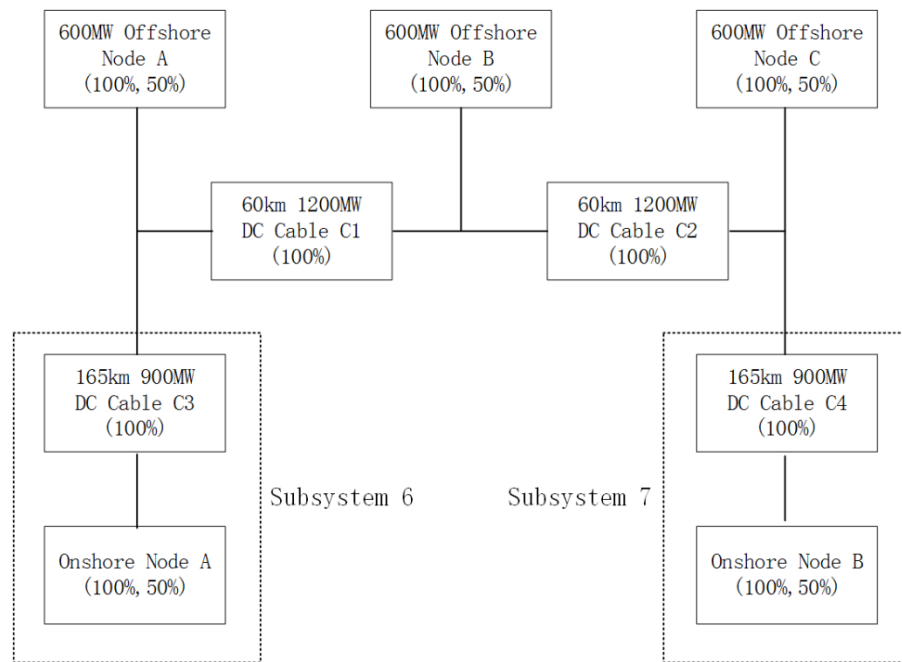 600MW Offshore
Node A
(100%,50%)
600MW Offshore
Node B
(100%,50%)
600MW Offshore
Node C
(100%,50%)
60km 1200MW
DC Cable C1
(100%)
60km 1200MW
DC Cable C2
(100%)
165km 900MW
DC Cable C3
(100%)
165km 900MW
DC Cable C4
(100%)
Subsystem 6
Subsystem 7
Onshore Node A
(100%,50%)
Onshore Node B
(100%,50%)